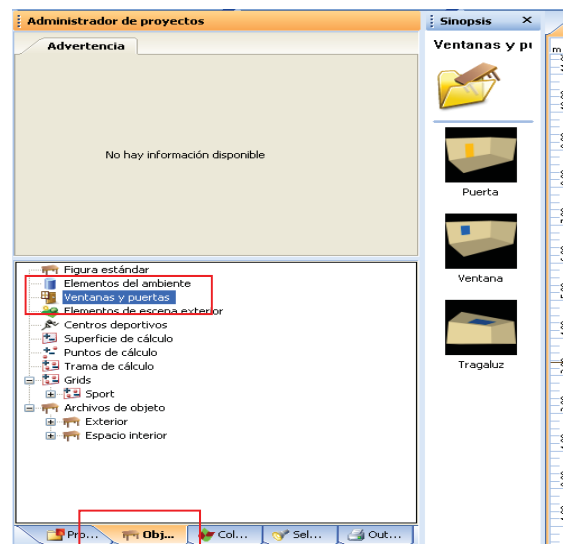 Administrador de proyectos
Advertencia
No hay información disponible
Figura estándar
Elementos del ambiente
Ventanas y puertas
Elementos de escena exterior
Centros deportivos
Superficie de cálculo
Puntos de cálculo
Trama de cálculo
Grids
Sport
Archivos de objeto
Exterior
Espacio interior
Pro...
Obj...
Col...
Sel...
Out...
Sinopsis
Ventanas y pu
Puerta
Ventana
Tragaluz
m